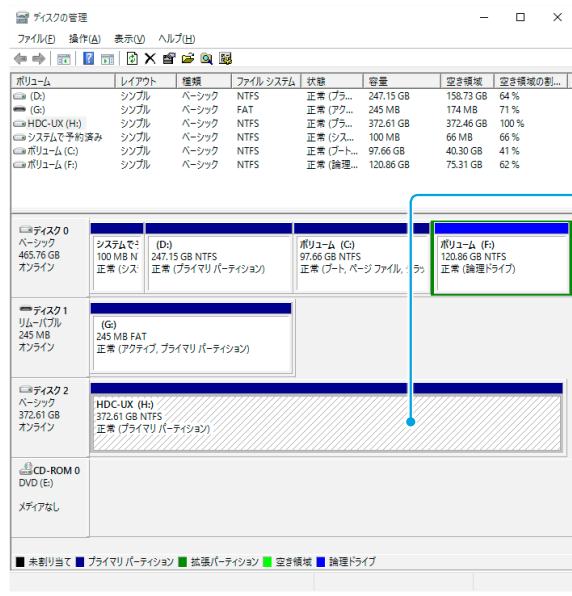 ディスクの管理
ファイル(F) 操作(A) 表示(V) ヘルプ(H)
ボリューム レイアウト 種類 ファイル システム 状態 容量 空き領域 空き領域の割...
(D:) シンプル ベーシック NTFS 正常 (プラ... 247.15 GB 158.73 GB 64 %
(G:) シンプル ベーシック FAT 正常 (アク... 245 MB 174 MB 71 %
HDC-UX (H:) シンプル ベーシック NTFS 正常 (プラ... 372.61 GB 372.46 GB 100 %
システムで予約済み シンプル ベーシック NTFS 正常 (シス... 100 MB 66 MB 66 %
ボリューム (C:) シンプル ベーシック NTFS 正常 (ブート... 97.66 GB 40.30 GB 41 %
ボリューム (F:) シンプル ベーシック NTFS 正常 (論理... 120.86 GB 75.31 GB 62 %
ディスク 0
ベーシック
465.76 GB
オンライン
システムで
100 MB N
正常 (シス
(D:)
247.15 GB NTFS
正常 (プライマリ パーティション)
ボリューム (C:)
97.66 GB NTFS
正常 (ブート, ページ ファイル, クラッ
ボリューム (F:)
120.86 GB NTFS
正常 (論理ドライブ)
ディスク 1
リムーバブル
245 MB
オンライン
(G:)
245 MB FAT
正常 (アクティブ, プライマリ パーティション)
ディスク 2
ベーシック
372.61 GB
オンライン
HDC-UX (H:)
372.61 GB NTFS
正常 (プライマリ パーティション)
CD-ROM 0
DVD (E:)
メディアなし
未割り当て プライマリ パーティション 拡張パーティション 空き領域 論理ドライブ